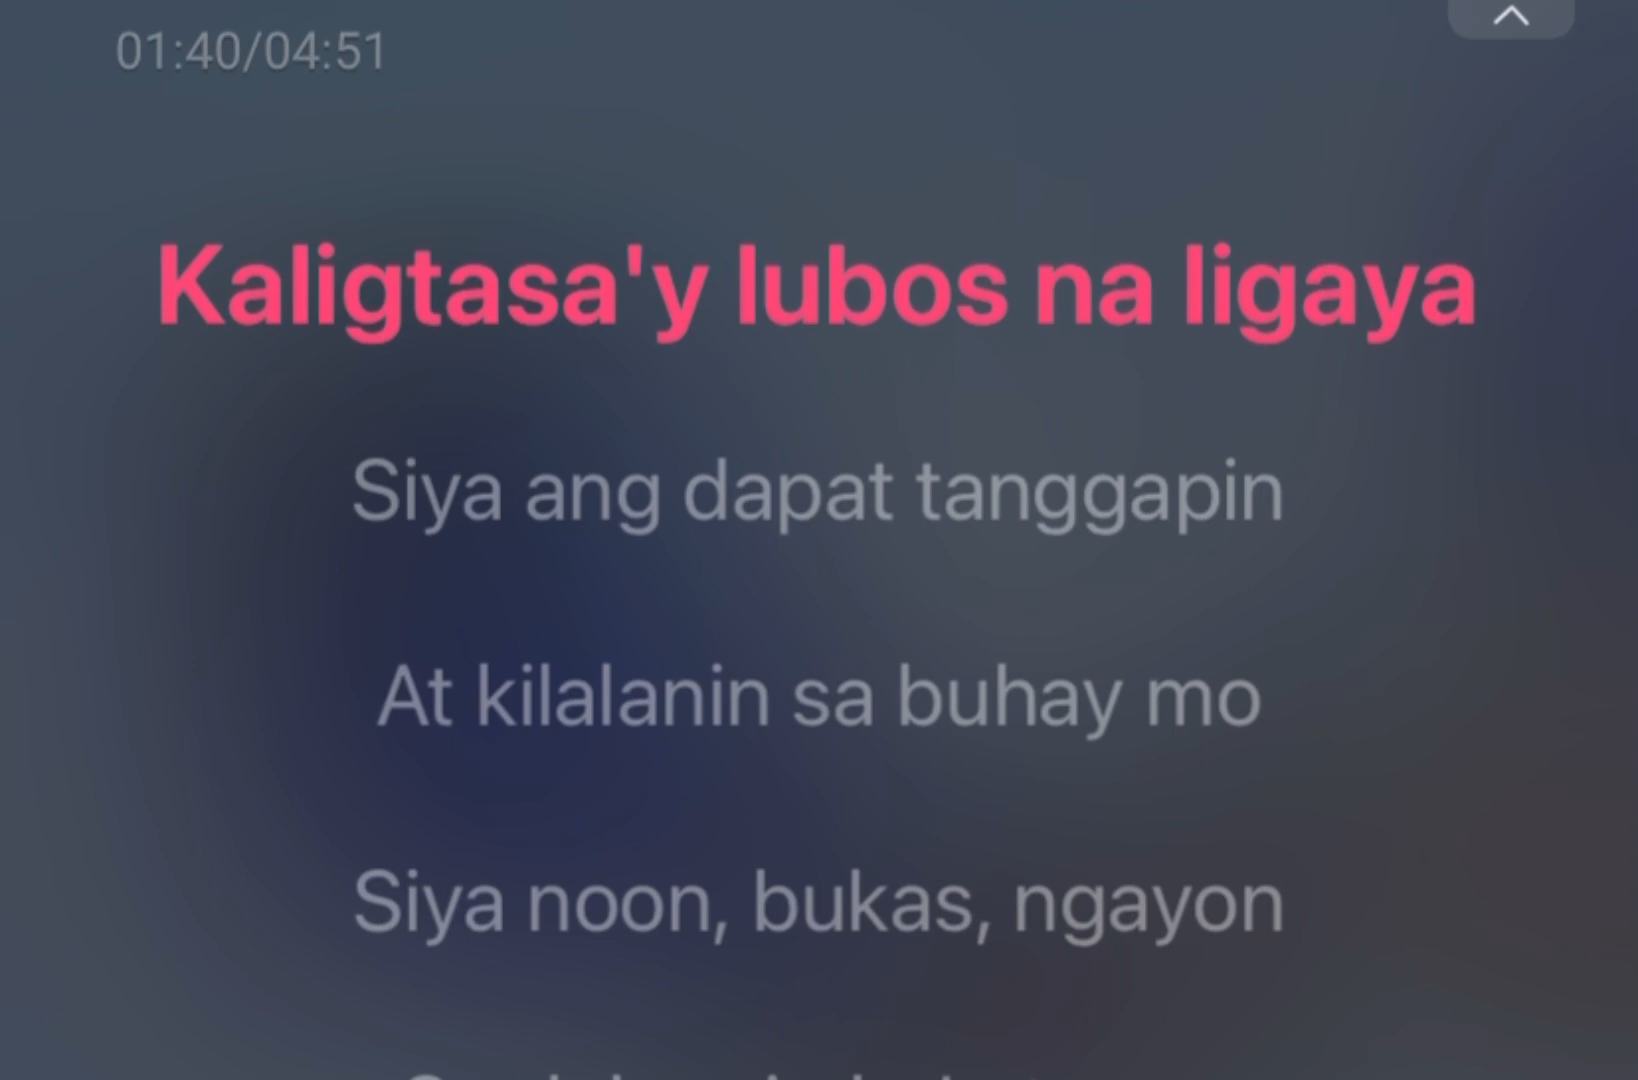 01:40/04:51
Kaligtasa'y lubos na ligaya
Siya ang dapat tanggapin
At kilalanin sa buhay mo
Siya noon, bukas, ngayon